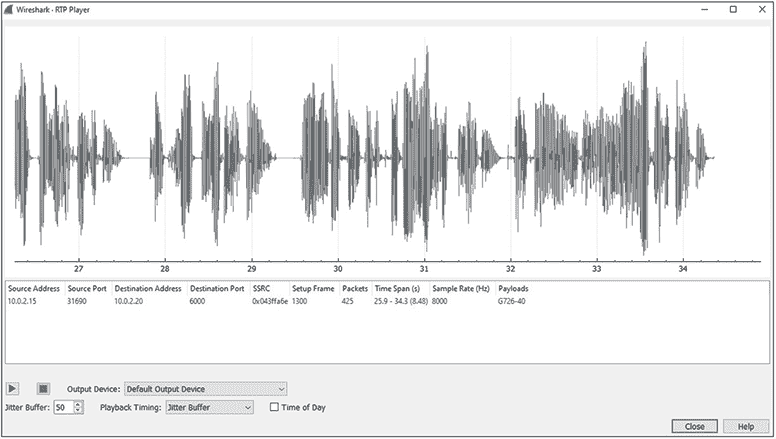 Wireshark - RTP Player
27 28 29 30 31 32 33 34
Source Address Source Port Destination Address Destination Port SSRC Setup Frame Packets Time Span (s) Sample Rate (Hz) Payloads
10.0.2.15 31690 10.0.2.20 6000 0x043ffa6e 1300 425 25.9 - 34.3 (8.48) 8000 G726-40
Output Device: Default Output Device
Jitter Buffer: 50 Playback Timing: Jitter Buffer Time of Day
Close Help